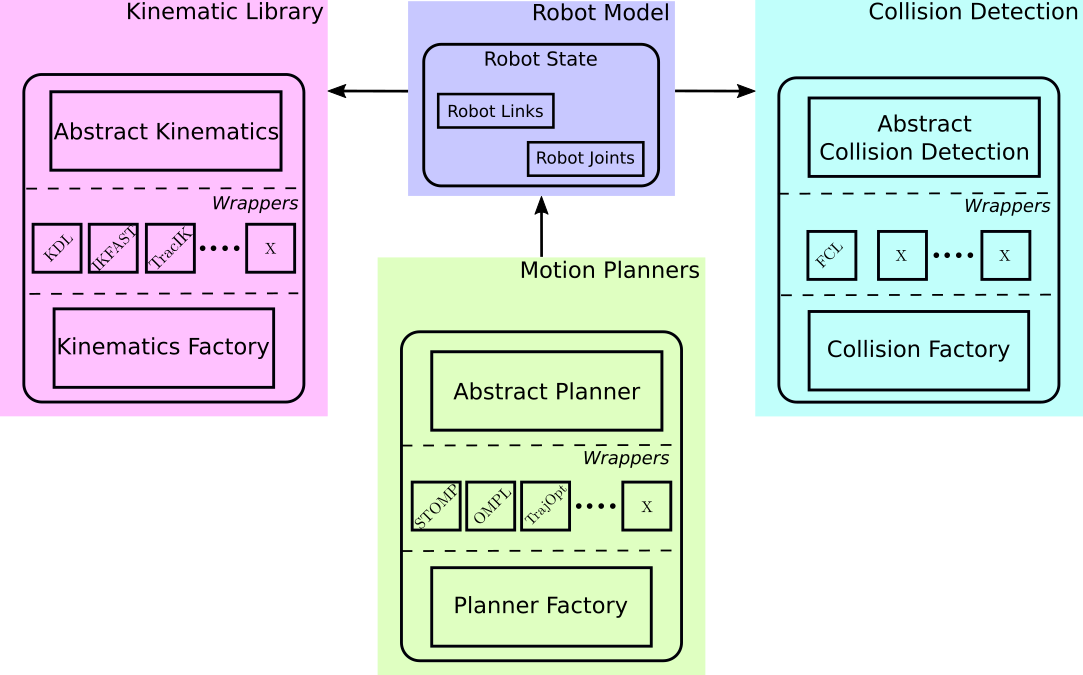 Kinematic Library
Abstract Kinematics
Wrappers
KDL
IKFAST
TracIK
X
Kinematics Factory
Robot Model
Robot State
Robot Links
Robot Joints
Collision Detection
Abstract
Collision Detection
Wrappers
FCL
X
X
Collision Factory
Motion Planners
Abstract Planner
Wrappers
STOMP
OMPL
TrajOpt
X
Planner Factory